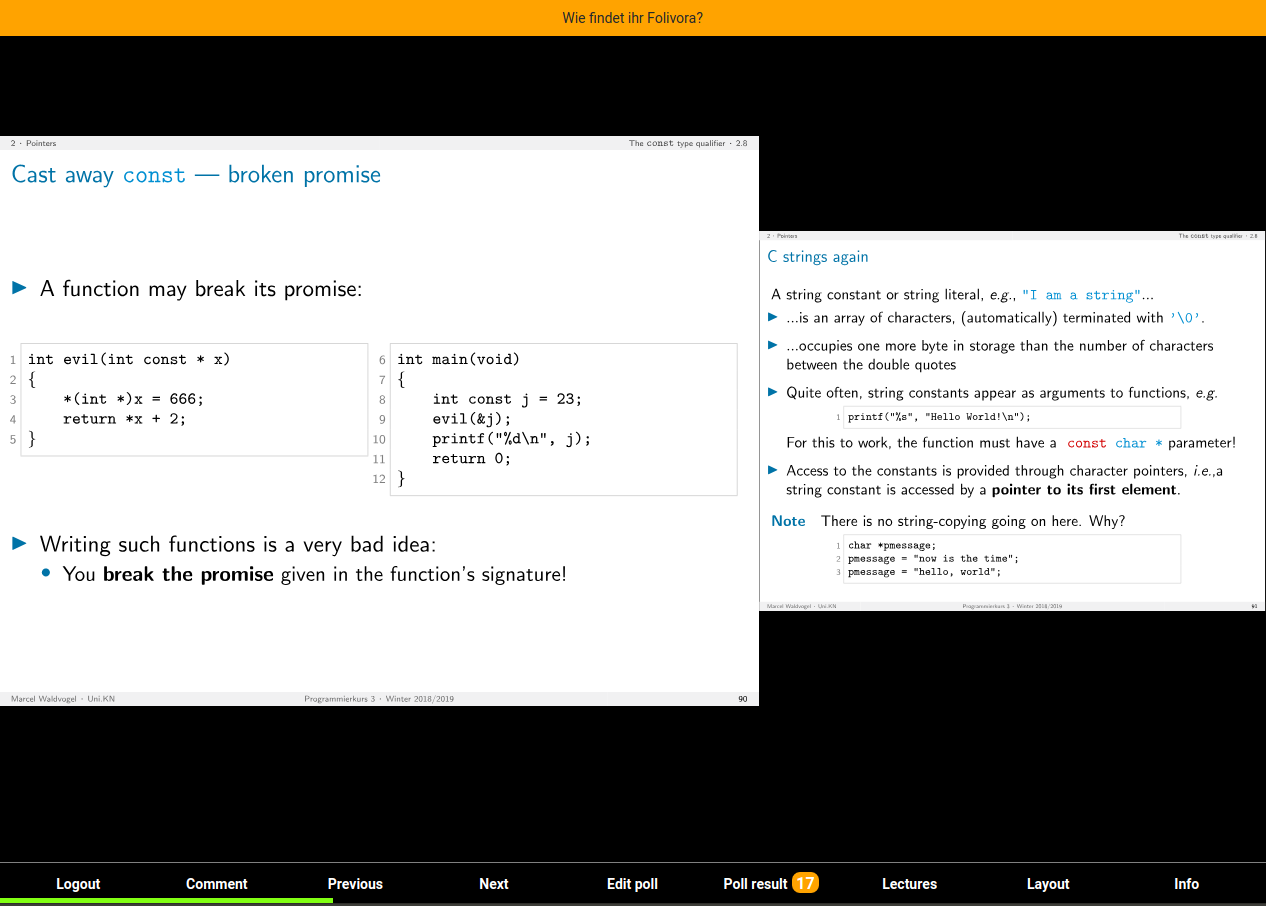 Wie findet ihr Folivora?
2 · Pointers
The const type qualifier · 2.8
Cast away const — broken promise
► A function may break its promise:
1 int evil(int const * x)
2 {
3     *(int *)x = 666;
4     return *x + 2;
5 }
6 int main(void)
7 {
8     int const j = 23;
9     evil(&j);
10     printf("%d\n", j);
11     return 0;
12 }
► Writing such functions is a very bad idea:
• You break the promise given in the function's signature!
Marcel Waldvogel · Uni.KN
Programmierkurs 3 · Winter 2018/2019
90
2 · Pointers
The const type qualifier · 2.8
C strings again
A string constant or string literal, e.g., "I am a string"...
► ...is an array of characters, (automatically) terminated with '\0'.
► ...occupies one more byte in storage than the number of characters
between the double quotes
► Quite often, string constants appear as arguments to functions, e.g.
1 printf("%s", "Hello World!\n");
For this to work, the function must have a const char * parameter!
► Access to the constants is provided through character pointers, i.e.,a
string constant is accessed by a pointer to its first element.
Note There is no string-copying going on here. Why?
1 char *pmessage;
2 pmessage = "now is the time";
3 pmessage = "hello, world";
Marcel Waldvogel · Uni.KN
Programmierkurs 3 · Winter 2018/2019
Logout
Comment
Previous
Next
Edit poll
Poll result 17
Lectures
Layout
Info